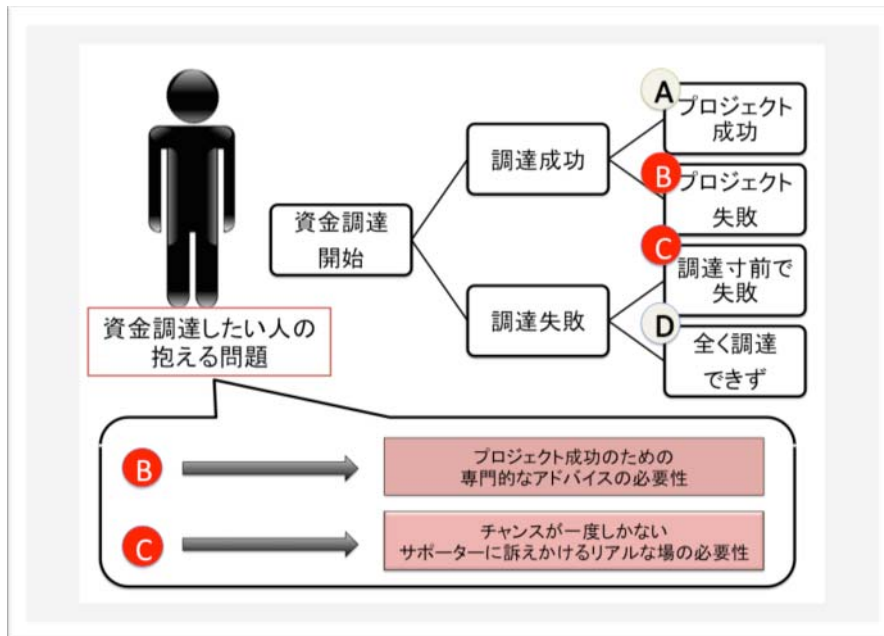 A
プロジェクト
成功
調達成功
B
プロジェクト
失敗
資金調達
開始
C
調達寸前で
失敗
調達失敗
D
全く調達
できず
資金調達したい人の
抱える問題
B
プロジェクト成功のための
専門的なアドバイスの必要性
C
チャンスが一度しかない
サポーターに訴えかけるリアルな場の必要性